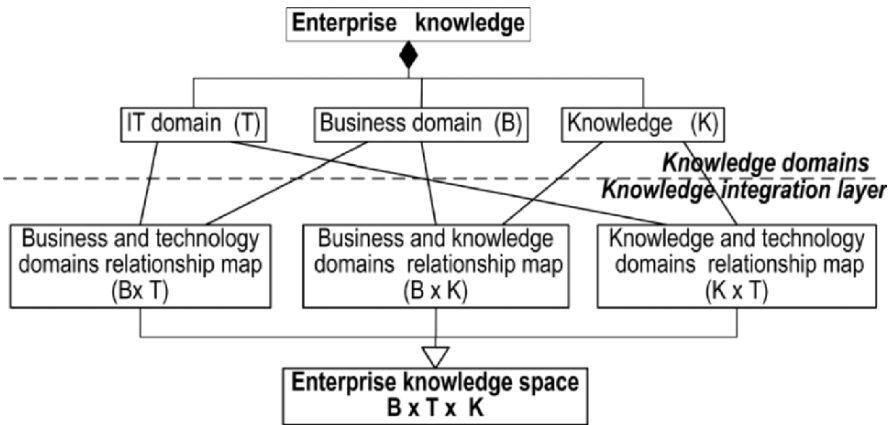 Enterprise knowledge
IT domain (T)
Business domain (B)
Knowledge (K)
Knowledge domains
Knowledge integration layer
Business and technology
domains relationship map
(Bx T)
Business and knowledge
domains relationship map
(B x K)
Knowledge and technology
domains relationship map
(K x T)
Enterprise knowledge space
B x T x K